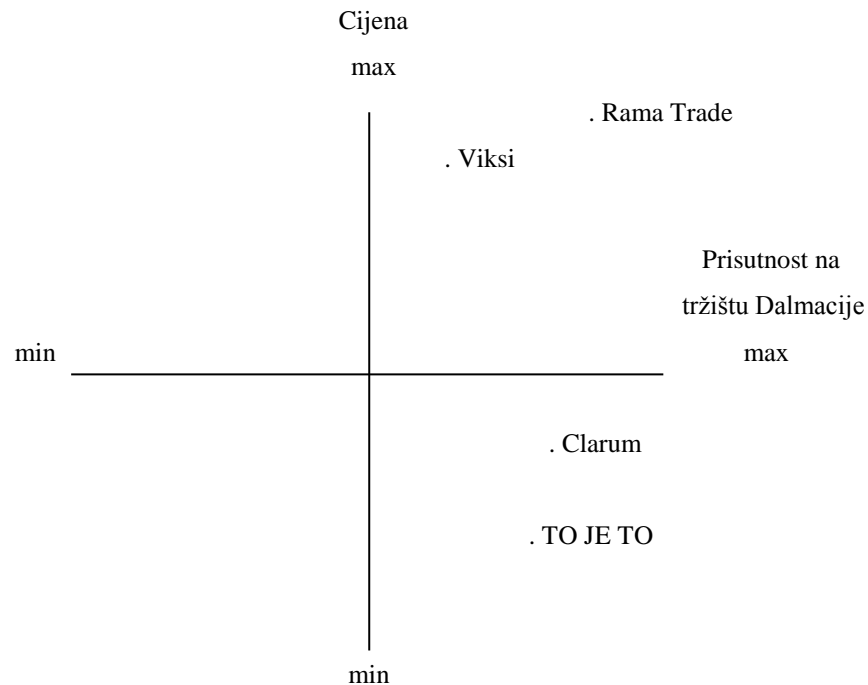 Cijena
max
. Rama Trade
. Viksi
Prisutnost na
tržištu Dalmacije
min
max
. Clarum
. TO JE TO
min